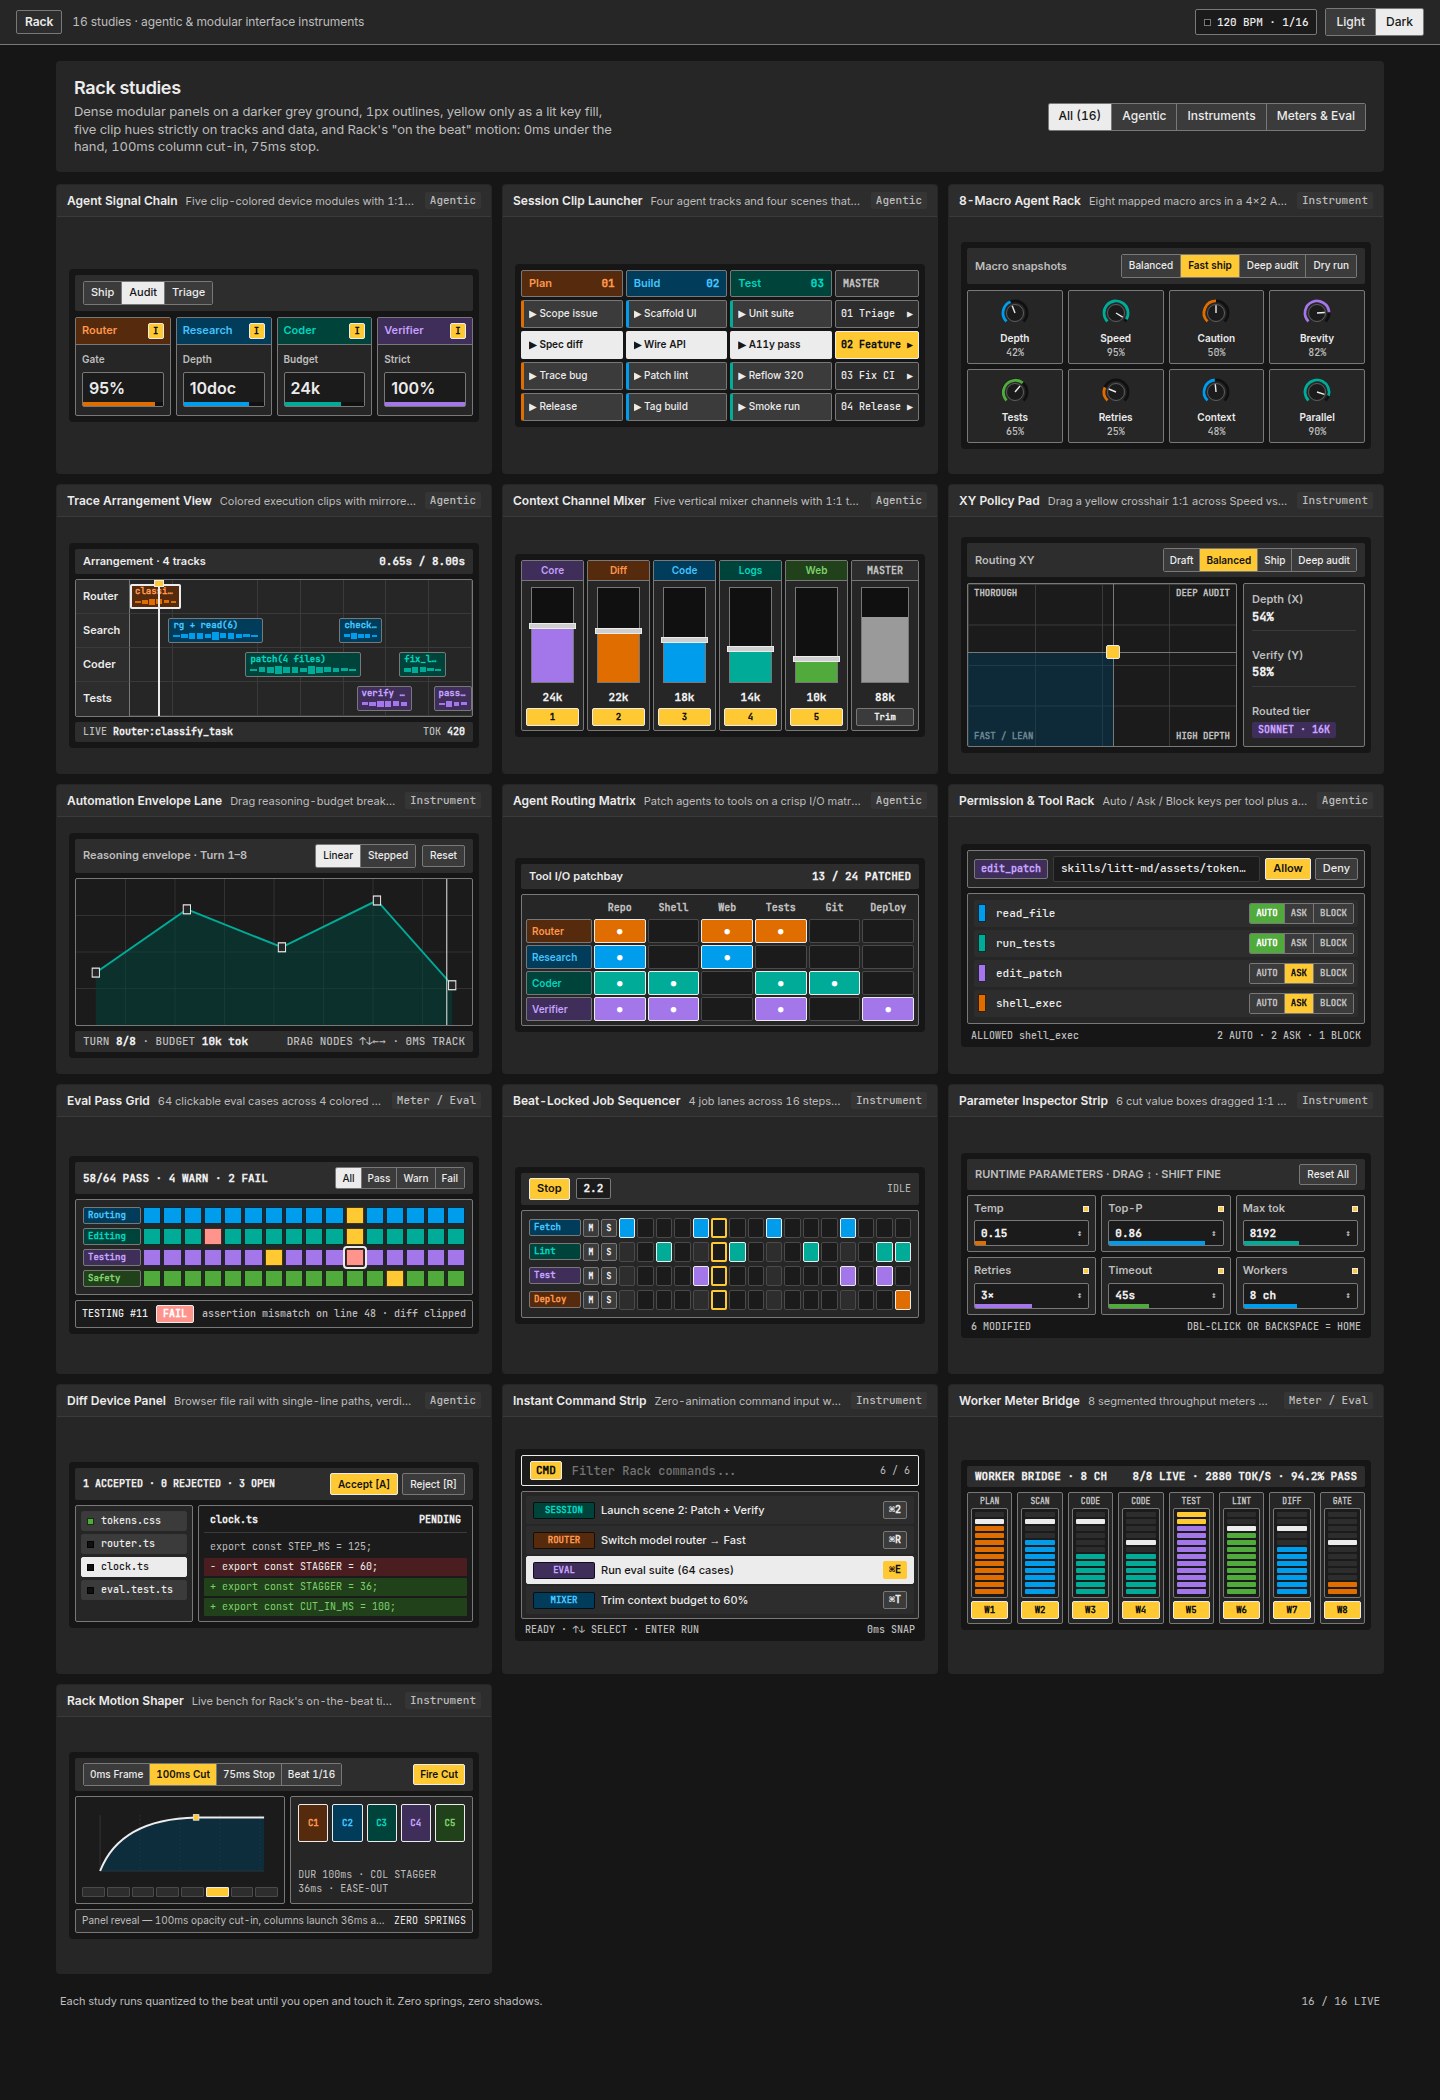 Rack 16 studies · agentic & modular interface instruments 120 BPM · 1/16 Light Dark
Rack studies
Dense modular panels on a darker grey ground, 1px outlines, yellow only as a lit key fill,
five clip hues strictly on tracks and data, and Rack's "on the beat" motion: 0ms under the
hand, 100ms column cut-in, 75ms stop.
All (16) Agentic Instruments Meters & Eval
Agent Signal Chain Five clip-colored device modules with 1:1... Agentic
Ship Audit Triage
Router I Research I Coder I Verifier I
Gate Depth Budget Strict
95% 10doc 24k 100%
Session Clip Launcher Four agent tracks and four scenes that... Agentic
Plan 01 Build 02 Test 03 MASTER
▶ Scope issue ▶ Scaffold UI ▶ Unit suite 01 Triage ▶
▶ Spec diff ▶ Wire API ▶ A11y pass 02 Feature ▶
▶ Trace bug ▶ Patch lint ▶ Reflow 320 03 Fix CI ▶
▶ Release ▶ Tag build ▶ Smoke run 04 Release ▶
8-Macro Agent Rack Eight mapped macro arcs in a 4×2 A... Instrument
Macro snapshots Balanced Fast ship Deep audit Dry run
Depth Speed Caution Brevity
42% 95% 50% 82%
Tests Retries Context Parallel
65% 25% 48% 90%
Trace Arrangement View Colored execution clips with mirrore... Agentic
Arrangement · 4 tracks 0.65s / 8.00s
Router classi…
Search rg + read(6) check…
Coder patch(4 files) fix_l…
Tests verify … pass…
LIVE Router:classify_task TOK 420
Context Channel Mixer Five vertical mixer channels with 1:1 t... Agentic
Core Diff Code Logs Web MASTER
24k 22k 18k 14k 10k 88k
1 2 3 4 5 Trim
XY Policy Pad Drag a yellow crosshair 1:1 across Speed vs... Instrument
Routing XY Draft Balanced Ship Deep audit
THOROUGH DEEP AUDIT
FAST / LEAN HIGH DEPTH
Depth (X)
54%
Verify (Y)
58%
Routed tier
SONNET · 16K
Automation Envelope Lane Drag reasoning-budget break... Instrument
Reasoning envelope · Turn 1–8 Linear Stepped Reset
TURN 8/8 · BUDGET 10k tok DRAG NODES ↑↓←→ · 0MS TRACK
Agent Routing Matrix Patch agents to tools on a crisp I/O matr... Agentic
Tool I/O patchbay 13 / 24 PATCHED
Repo Shell Web Tests Git Deploy
Router
Research
Coder
Verifier
Permission & Tool Rack Auto / Ask / Block keys per tool plus a... Agentic
edit_patch skills/litt-md/assets/token… Allow Deny
read_file AUTO ASK BLOCK
run_tests AUTO ASK BLOCK
edit_patch AUTO ASK BLOCK
shell_exec AUTO ASK BLOCK
ALLOWED shell_exec 2 AUTO · 2 ASK · 1 BLOCK
Eval Pass Grid 64 clickable eval cases across 4 colored ... Meter / Eval
58/64 PASS · 4 WARN · 2 FAIL All Pass Warn Fail
Routing
Editing
Testing
Safety
TESTING #11 FAIL assertion mismatch on line 48 · diff clipped
Beat-Locked Job Sequencer 4 job lanes across 16 steps... Instrument
Stop 2.2 IDLE
Fetch M S
Lint M S
Test M S
Deploy M S
Parameter Inspector Strip 6 cut value boxes dragged 1:1 ... Instrument
RUNTIME PARAMETERS · DRAG ↕ · SHIFT FINE Reset All
Temp Top-P Max tok
0.15 ↕ 0.86 ↕ 8192 ↕
Retries Timeout Workers
3× ↕ 45s ↕ 8 ch ↕
6 MODIFIED DBL-CLICK OR BACKSPACE = HOME
Diff Device Panel Browser file rail with single-line paths, verdi... Agentic
1 ACCEPTED · 0 REJECTED · 3 OPEN Accept [A] Reject [R]
tokens.css
router.ts
clock.ts
eval.test.ts
clock.ts PENDING
export const STEP_MS = 125;
- export const STAGGER = 60;
+ export const STAGGER = 36;
+ export const CUT_IN_MS = 100;
Instant Command Strip Zero-animation command input w... Instrument
CMD Filter Rack commands... 6 / 6
SESSION Launch scene 2: Patch + Verify ⌘2
ROUTER Switch model router → Fast ⌘R
EVAL Run eval suite (64 cases) ⌘E
MIXER Trim context budget to 60% ⌘T
READY · ↑↓ SELECT · ENTER RUN 0ms SNAP
Worker Meter Bridge 8 segmented throughput meters ... Meter / Eval
WORKER BRIDGE · 8 CH 8/8 LIVE · 2880 TOK/S · 94.2% PASS
PLAN SCAN CODE CODE TEST LINT DIFF GATE
W1 W2 W3 W4 W5 W6 W7 W8
Rack Motion Shaper Live bench for Rack's on-the-beat ti... Instrument
0ms Frame 100ms Cut 75ms Stop Beat 1/16 Fire Cut
C1 C2 C3 C4 C5
DUR 100ms · COL STAGGER
36ms · EASE-OUT
Panel reveal — 100ms opacity cut-in, columns launch 36ms a... ZERO SPRINGS
Each study runs quantized to the beat until you open and touch it. Zero springs, zero shadows. 16 / 16 LIVE